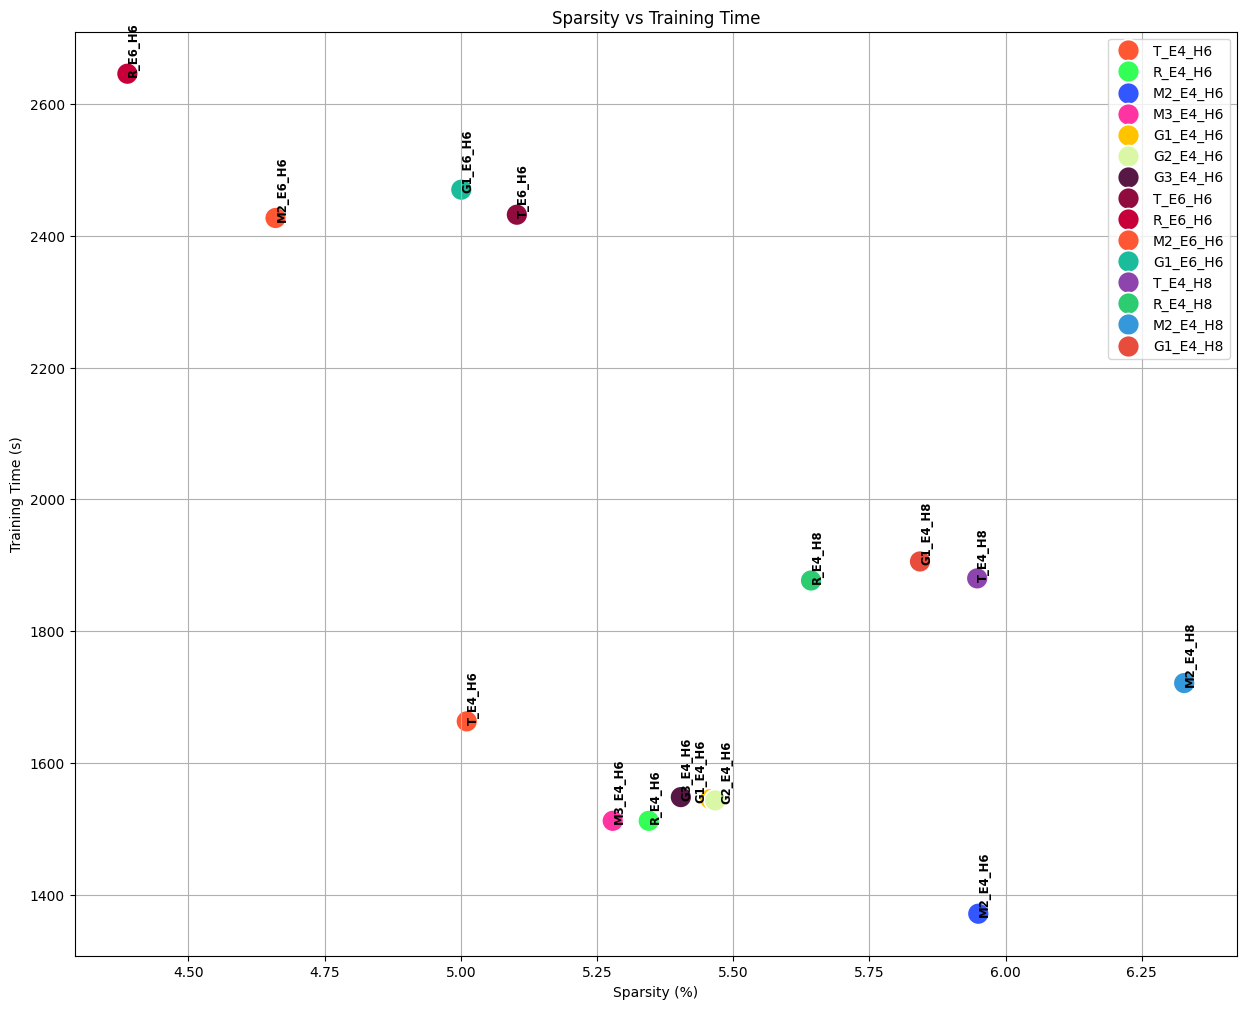 Sparsity vs Training Time
R_E6_H6
T_E4_H6
R_E4_H6
M2_E4_H6
M3_E4_H6
G1_E4_H6
G2_E4_H6
G3_E4_H6
T_E6_H6
R_E6_H6
M2_E6_H6
G1_E6_H6
T_E4_H8
R_E4_H8
M2_E4_H8
G1_E4_H8
2600
G1_E6_H6
M2_E6_H6
T_E6_H6
2400
2200
Training Time (s)
2000
G1_E4_H8
R_E4_H8
T_E4_H8
1800
M2_E4_H8
T_E4_H6
1600
M3_E4_H6
R_E4_H6
G3_E4_H6
G1_E4_H6
G2_E4_H6
1400
M2_E4_H6
4.50
4.75
5.00
5.25
5.50
5.75
6.00
6.25
Sparsity (%)